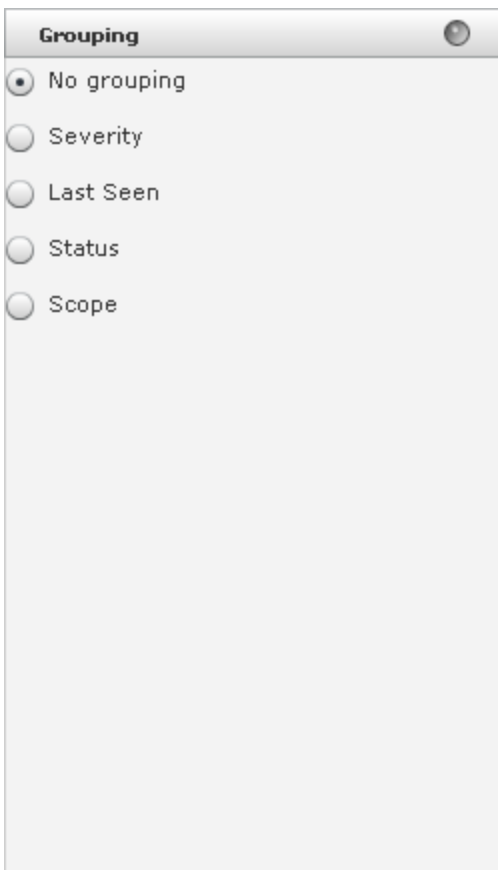 Grouping
No grouping
Severity
Last Seen
Status
Scope